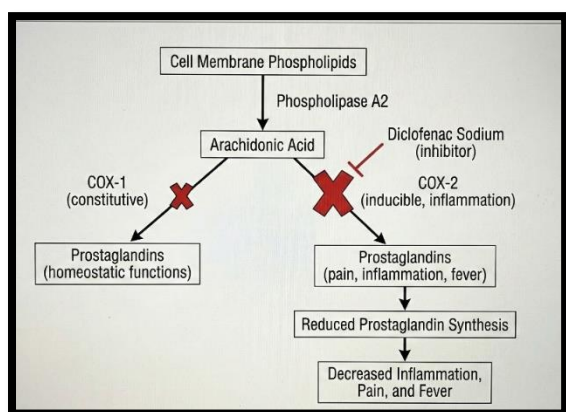 Cell Membrane Phospholipids
Phospholipase A2
Arachidonic Acid
Diclofenac Sodium
(inhibitor)
COX-1
(constitutive)
COX-2
(inducible, inflammation)
Prostaglandins
(homeostatic functions)
Prostaglandins
(pain, inflammation, fever)
Reduced Prostaglandin Synthesis
Decreased Inflammation,
Pain, and Fever